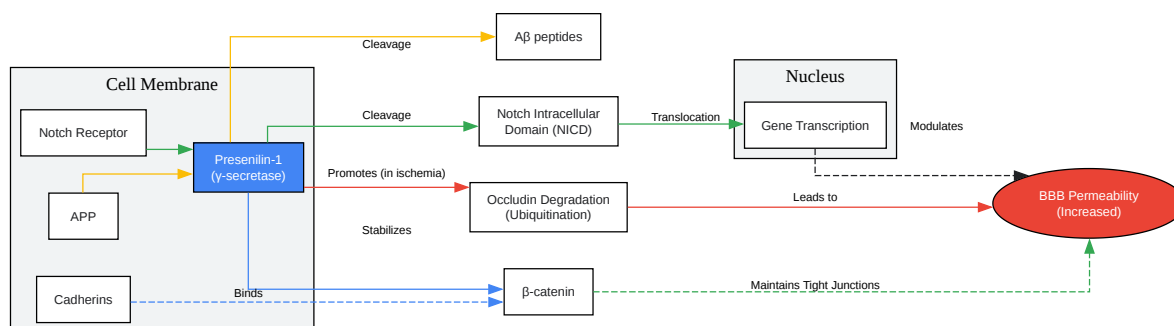 Aβ peptides
Cleavage
Cell Membrane
Nucleus
Notch Receptor
Cleavage
Notch Intracellular
Domain (NICD)
Translocation
Gene Transcription
Modulates
Presenilin-1
(γ-secretase)
Promotes (in ischemia)
APP
Occludin Degradation
(Ubiquitination)
Leads to
BBB Permeability
(Increased)
Stabilizes
Cadherins
Binds
β-catenin
Maintains Tight Junctions